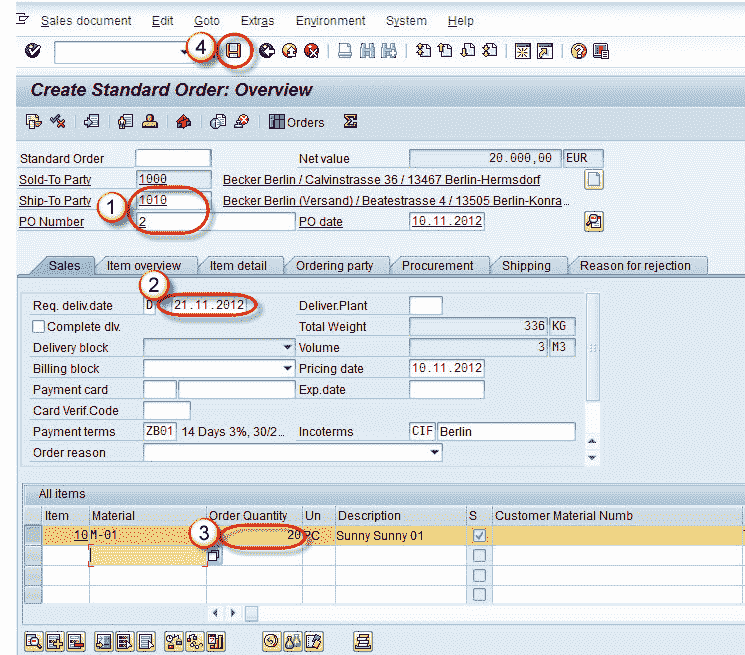 Sales document Edit Goto Extras Environment System Help
4
Create Standard Order: Overview
Orders
Standard Order Net value 20.000,00 EUR
Sold-To Party 1000 Becker Berlin / Calvinstrasse 36 / 13467 Berlin-Hermsdorf
Ship-To Party 1010 Becker Berlin (Versand) / Beatestrasse 4 / 13505 Berlin-Konra...
1
PO Number 2 PO date 10.11.2012
Sales Item overview Item detail Ordering party Procurement Shipping Reason for rejection
2
Req. deliv.date D 21.11.2012 Deliver.Plant
Complete dlv. Total Weight 336 KG
Delivery block Volume 3 M3
Billing block Pricing date 10.11.2012
Payment card Exp.date
Card Verif.Code
Payment terms ZB01 14 Days 3%, 30/2... Incoterms CIF Berlin
Order reason
All items
Item Material Order Quantity Un Description S Customer Material Numb
10 M-01 3 20 PC Sunny Sunny 01